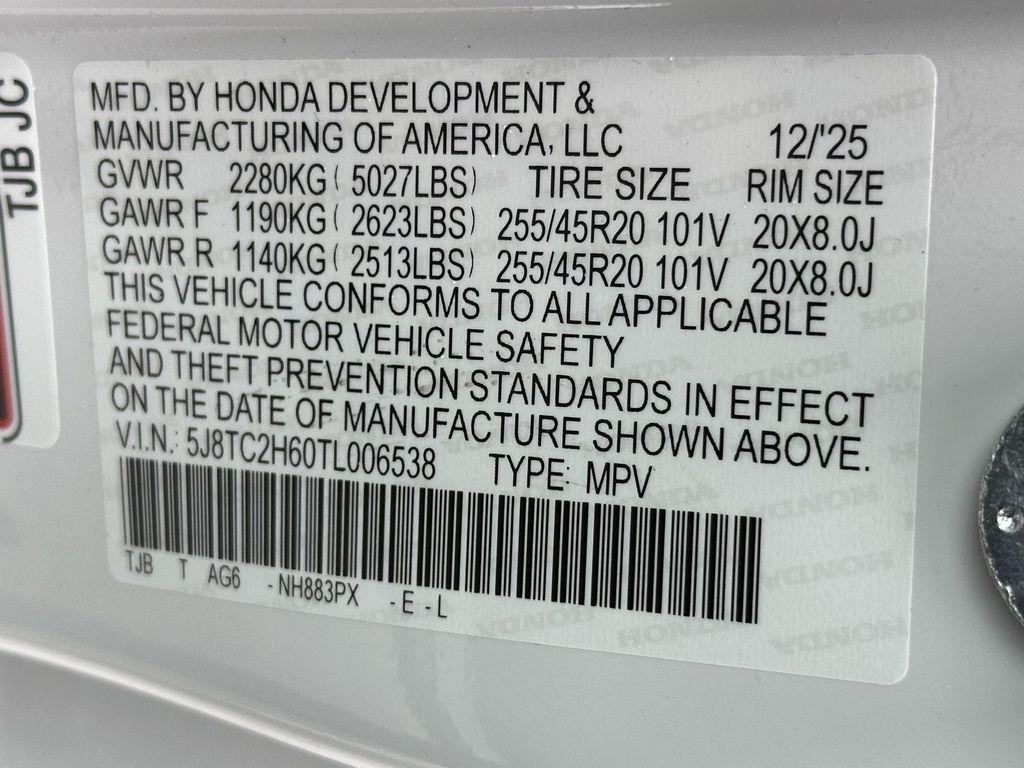 TJB JC
MFD. BY HONDA DEVELOPMENT &
MANUFACTURING OF AMERICA, LLC 12/'25
GVWR 2280KG ( 5027LBS) TIRE SIZE RIM SIZE
GAWR F 1190KG ( 2623LBS) 255/45R20 101V 20X8.0J
GAWR R 1140KG ( 2513LBS) 255/45R20 101V 20X8.0J
THIS VEHICLE CONFORMS TO ALL APPLICABLE
FEDERAL MOTOR VEHICLE SAFETY
AND THEFT PREVENTION STANDARDS IN EFFECT
ON THE DATE OF MANUFACTURE SHOWN ABOVE.
V.I.N.: 5J8TC2H60TL006538 TYPE: MPV
TJB T AG6 -NH883PX -E-L